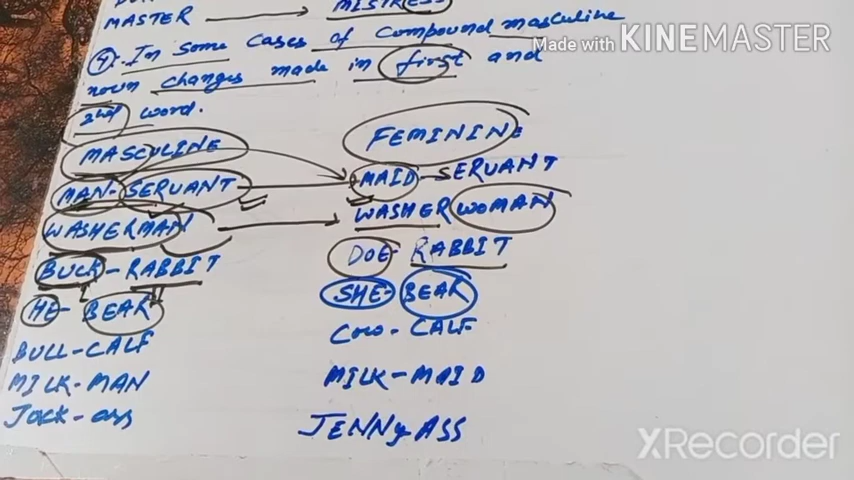 MASTER MISTRESS
Made with KINEMASTER
4. In some cases of compound masculine
noun changes made in first and
2nd word.
MASCULINE FEMININE
MAN-SERVANT MAID-SERVANT
WASHERMAN WASHER WOMAN
BUCK-RABBIT DOE-RABBIT
HE-BEAR SHE-BEAR
BULL-CALF COW-CALF
MILK-MAN MILK-MAID
JACK-ass JENNY ASS
XRecorder